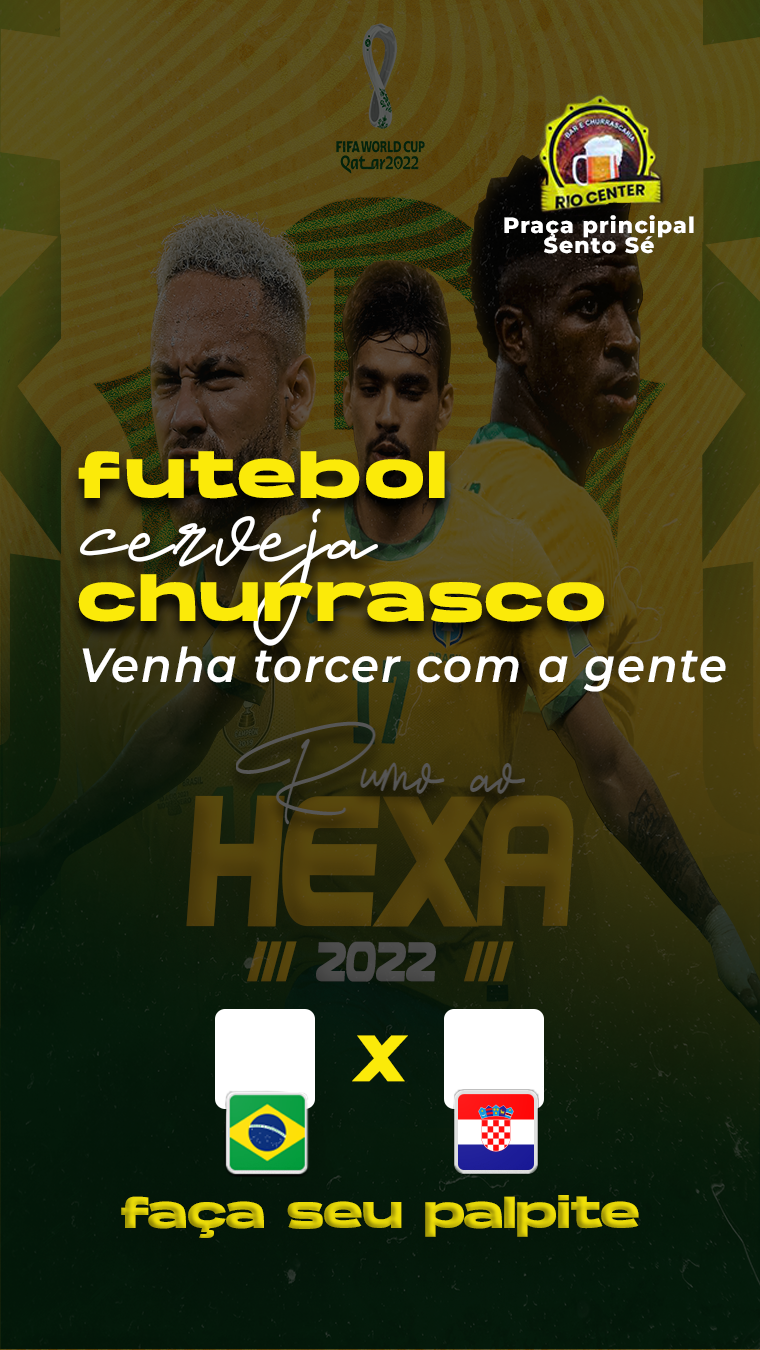 FIFA WORLD CUP
Qatar2022
BAR E CHURRASCARIA
RIO CENTER
Praça principal
Sento Sé
futebol
cerveja
churrasco
Venha torcer com a gente
17
Rumo ao
HEXA
2022
X
faça seu palpite